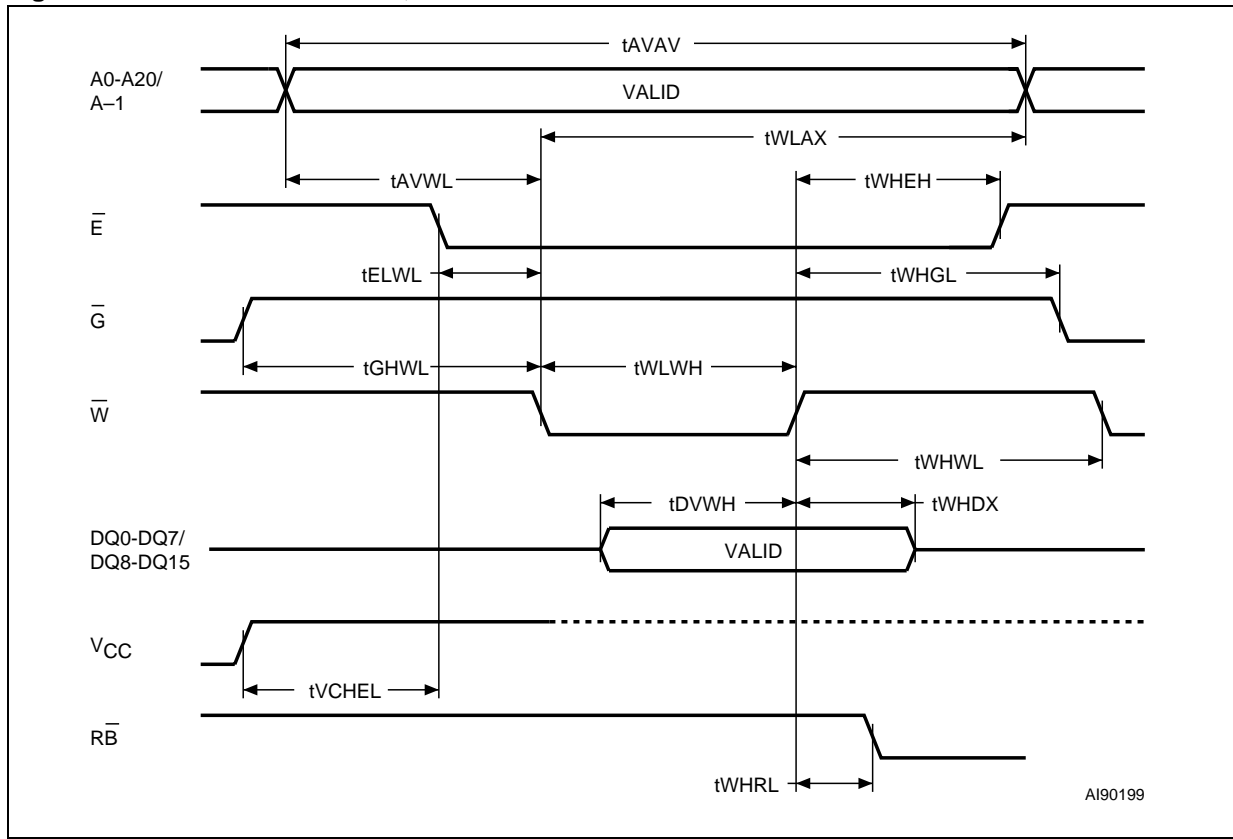 tAVAV
A0-A20/
A–1
VALID
tWLAX
tAVWL
tWHEH
E̅
tELWL
tWHGL
G̅
tGHWL
tWLWH
W̅
tWHWL
tDVWH
tWHDX
DQ0-DQ7/
DQ8-DQ15
VALID
VCC
tVCHEL
RB̅
tWHRL
AI90199